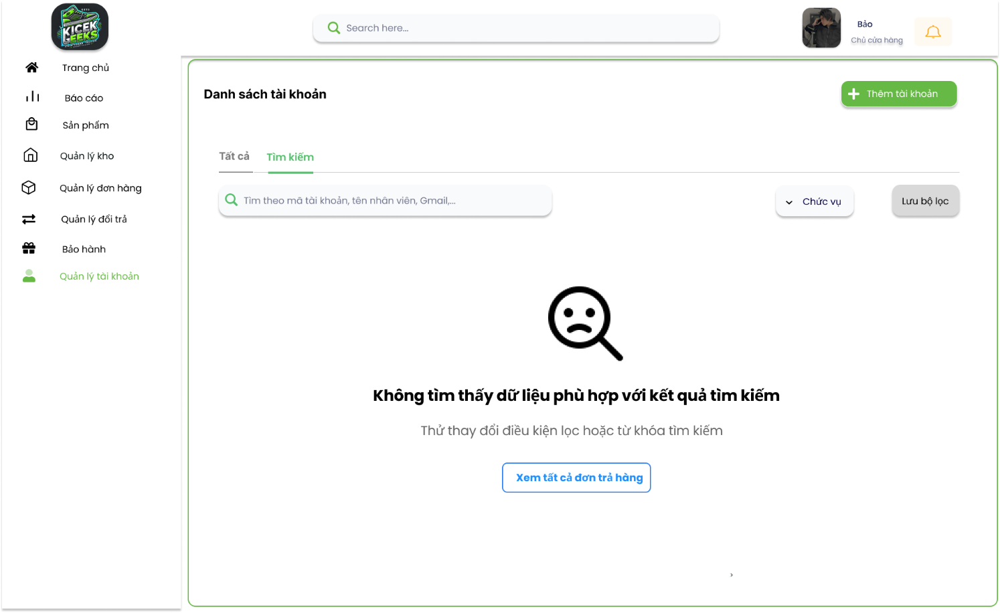 KICEK
GEEKS
Search here...
Bảo
Chủ cửa hàng
Trang chủ
Báo cáo
Sản phẩm
Quản lý kho
Quản lý đơn hàng
Quản lý đổi trả
Bảo hành
Quản lý tài khoản
Danh sách tài khoản
Thêm tài khoản
Tất cả
Tìm kiếm
Tìm theo mã tài khoản, tên nhân viên, Gmail,...
Chức vụ
Lưu bộ lọc
Không tìm thấy dữ liệu phù hợp với kết quả tìm kiếm
Thử thay đổi điều kiện lọc hoặc từ khóa tìm kiếm
Xem tất cả đơn trả hàng